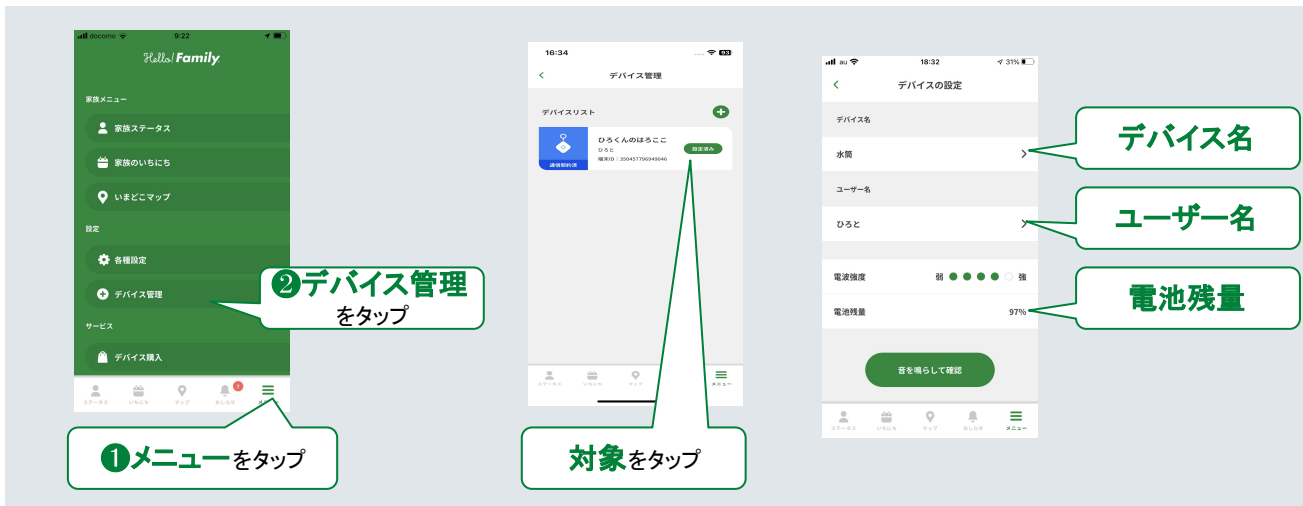 docomo 9:22
Hello! Family
家族メニュー
家族ステータス
家族のいちにち
いまどこマップ
設定
各種設定
デバイス管理
サービス
デバイス購入
ステータス いちにち マップ おしらせ メニュー
❷デバイス管理
をタップ
❶メニューをタップ
16:34 93
デバイス管理
デバイスリスト
ひろくんのはろここ
ひろと
端末ID:350457796949046
設定済み
通信契約済
ステータス いちにち マップ メニュー
対象をタップ
au 18:32 31%
デバイスの設定
デバイス名
水筒
ユーザー名
ひろと
電波強度 弱 強
電池残量 97%
音を鳴らして確認
ステータス いちにち マップ おしらせ メニュー
デバイス名
ユーザー名
電池残量